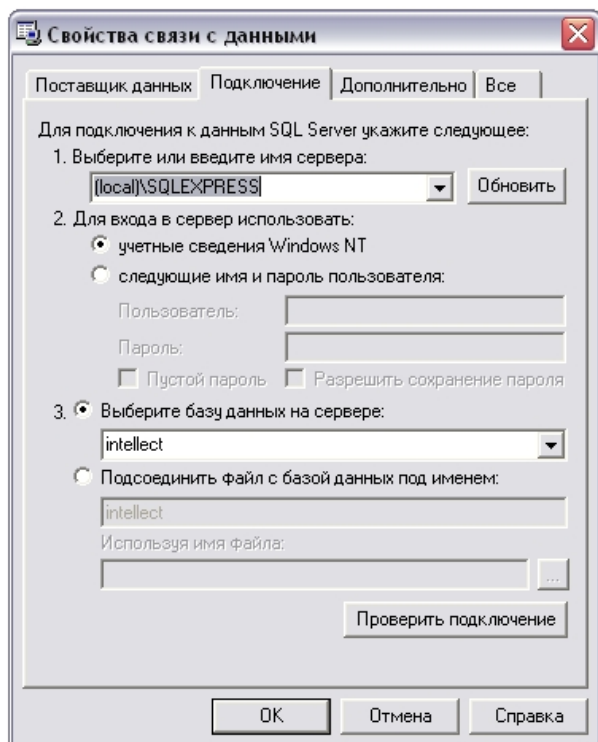 Свойства связи с данными
Поставщик данных Подключение Дополнительно Все
Для подключения к данным SQL Server укажите следующее:
1. Выберите или введите имя сервера:
(local)\SQLEXPRESS Обновить
2. Для входа в сервер использовать:
учетные сведения Windows NT
следующие имя и пароль пользователя:
Пользователь:
Пароль:
Пустой пароль Разрешить сохранение пароля
3. Выберите базу данных на сервере:
intellect
Подсоединить файл с базой данных под именем:
intellect
Используя имя файла:
...
Проверить подключение
OK Отмена Справка